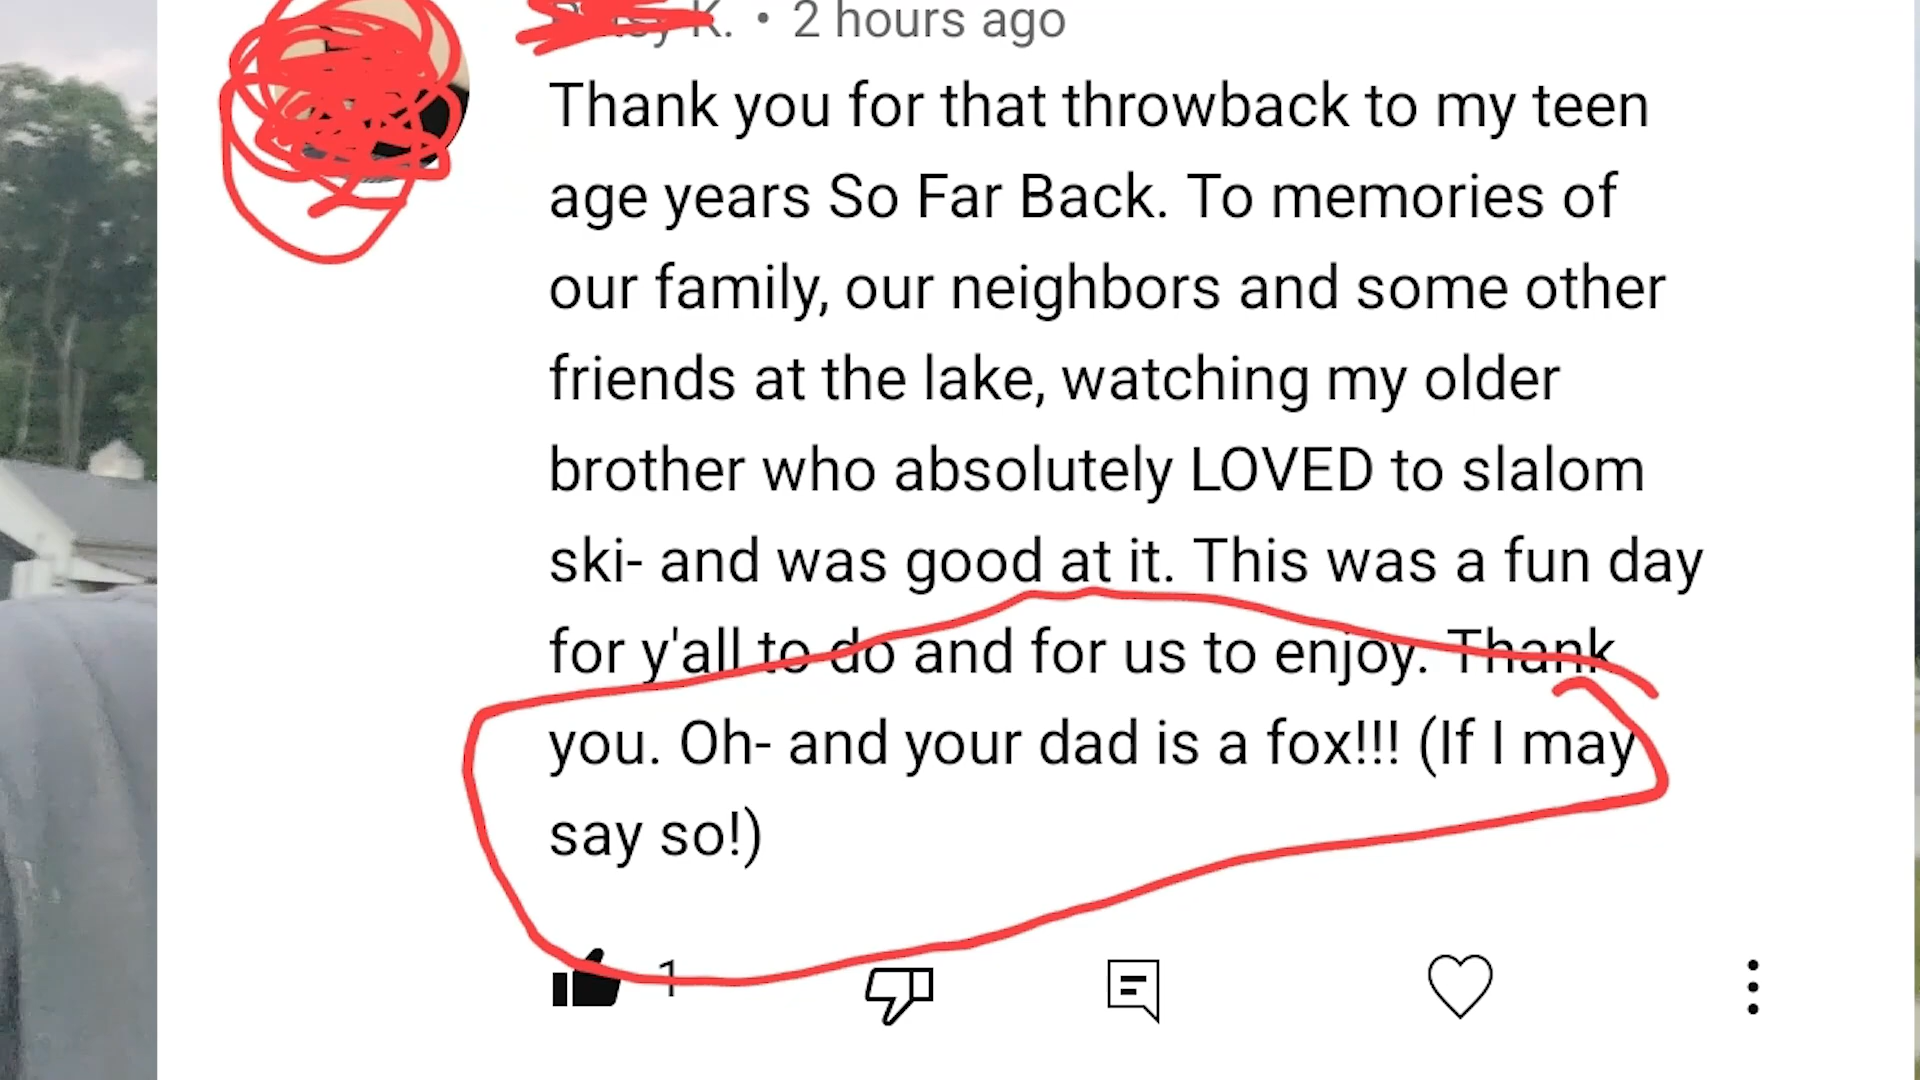 K. • 2 hours ago
Thank you for that throwback to my teen
age years So Far Back. To memories of
our family, our neighbors and some other
friends at the lake, watching my older
brother who absolutely LOVED to slalom
ski- and was good at it. This was a fun day
for y'all to do and for us to enjoy. Thank
you. Oh- and your dad is a fox!!! (If I may
say so!)
1